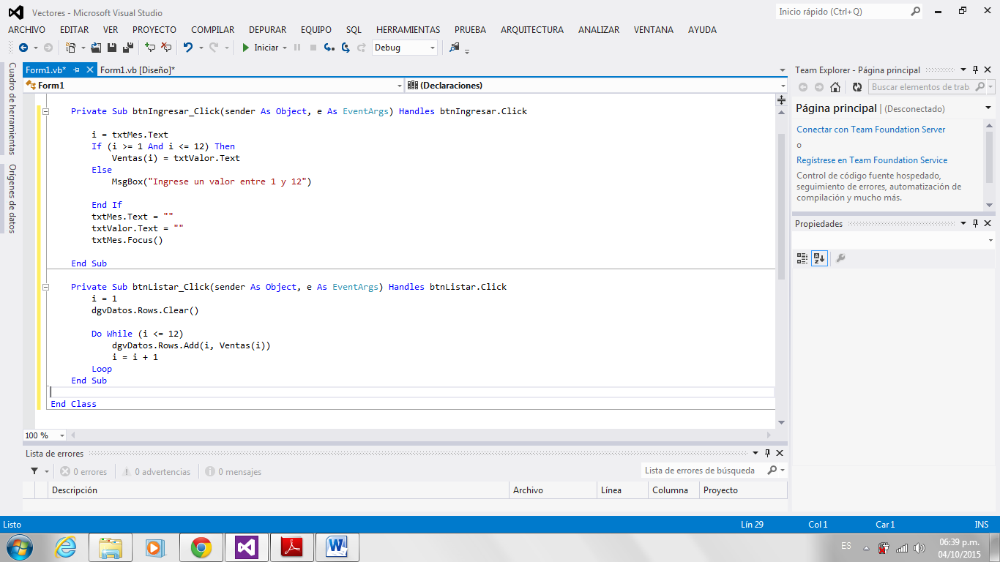 Vectores - Microsoft Visual Studio
Inicio rápido (Ctrl+Q)
ARCHIVO EDITAR VER PROYECTO COMPILAR DEPURAR EQUIPO SQL HERRAMIENTAS PRUEBA ARQUITECTURA ANALIZAR VENTANA AYUDA
Iniciar Debug
Cuadro de herramientas
Orígenes de datos
Form1.vb* Form1.vb [Diseño]*
Form1 (Declaraciones)
Private Sub btnIngresar_Click(sender As Object, e As EventArgs) Handles btnIngresar.Click
i = txtMes.Text
If (i >= 1 And i <= 12) Then
Ventas(i) = txtValor.Text
Else
MsgBox("Ingrese un valor entre 1 y 12")
End If
txtMes.Text = ""
txtValor.Text = ""
txtMes.Focus()
End Sub
Private Sub btnListar_Click(sender As Object, e As EventArgs) Handles btnListar.Click
i = 1
dgvDatos.Rows.Clear()
Do While (i <= 12)
dgvDatos.Rows.Add(i, Ventas(i))
i = i + 1
Loop
End Sub
End Class
100 %
Team Explorer - Página principal
Buscar elementos de trab
Página principal | (Desconectado)
Conectar con Team Foundation Server
o
Regístrese en Team Foundation Service
Control de código fuente hospedado,
seguimiento de errores, automatización de
compilación y mucho más.
Propiedades
Lista de errores
0 errores 0 advertencias 0 mensajes
Lista de errores de búsqueda
Descripción Archivo Línea Columna Proyecto
Listo Lín 29 Col 1 Car 1 INS
ES
06:39 p.m.
04/10/2015